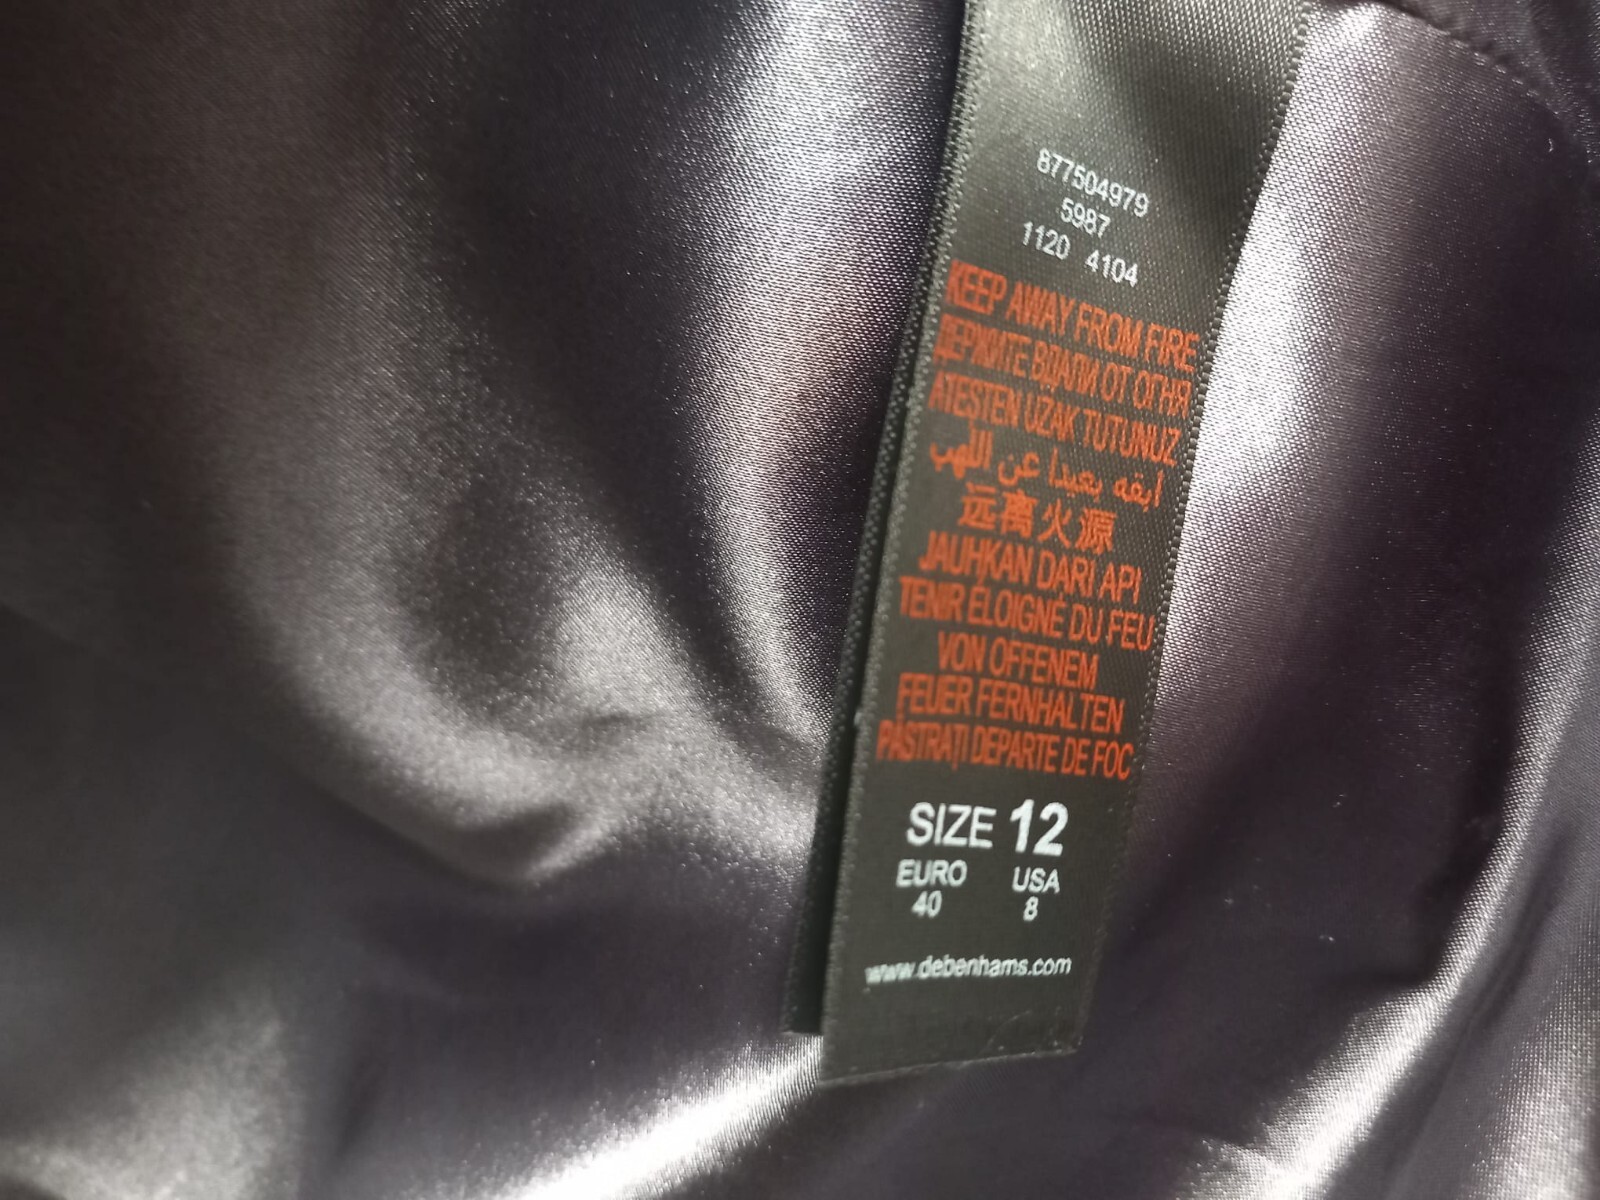 877504979
5987
1120 4104
KEEP AWAY FROM FIRE
ДЕРЖИТЕ ВДАЛИ ОТ ОГНЯ
ATEŞTEN UZAK TUTUNUZ
أبقه بعيدا عن اللهب
远离火源
JAUHKAN DARI API
TENIR ÉLOIGNÉ DU FEU
VON OFFENEM
FEUER FERNHALTEN
PĂSTRAȚI DEPARTE DE FOC
SIZE 12
EURO USA
40 8
www.debenhams.com